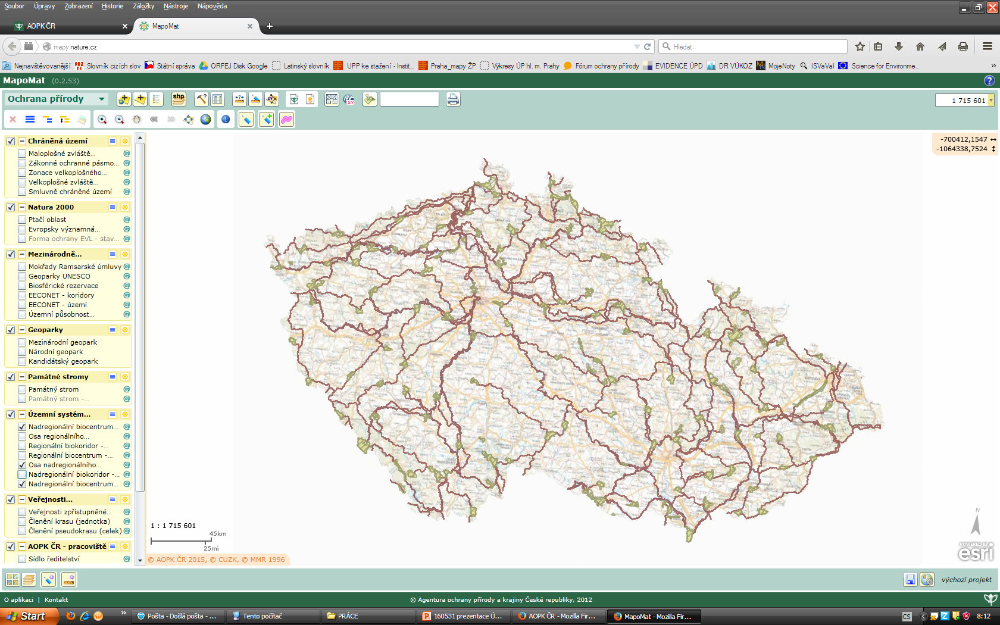 Soubor Úpravy Zobrazení Historie Záložky Nástroje Nápověda
AOPK ČR MapoMat
mapy.nature.cz Hledat
Nejnavštěvovanější Slovník cizích slov Státní správa ORFEJ Disk Google Latinský slovník UPP ke stažení - Instit... Praha_mapy ŽP Výkresy ÚP hl. m. Prahy Fórum ochrany přírody EVIDENCE ÚPD DR VÚKOZ MojeNoty ISVaVaI Science for Environme... »
MapoMat (0.2.53)
Ochrana přírody shp 1 715 601
-700412,1547
-1064338,7524
Chráněná území
Maloplošné zvláště...
Zákonné ochranné pásmo...
Zonace velkoplošného...
Velkoplošné zvláště...
Smluvně chráněné území
Natura 2000
Ptačí oblast
Evropsky významná...
Forma ochrany EVL - stav...
Mezinárodně...
Mokřady Ramsarské úmluvy
Geoparky UNESCO
Biosférické rezervace
EECONET - koridory
EECONET - území
Územní působnost...
Geoparky
Mezinárodní geopark
Národní geopark
Kandidátský geopark
Památné stromy
Památný strom
Památný strom -...
Územní systém...
Nadregionální biocentrum...
Osa regionálního...
Regionální biokoridor -...
Regionální biocentrum -...
Osa nadregionálního...
Nadregionální biokoridor -...
Nadregionální biocentrum...
Veřejnosti...
Veřejnosti zpřístupněné...
Členění krasu (jednotka)
Členění pseudokrasu (celek)
AOPK ČR - pracoviště
Sídlo ředitelství
1 : 1 715 601
45km
25mi
© AOPK ČR 2015, © CUZK, © MMR 1996
N
POWERED BY
esri
výchozí projekt
O aplikaci | Kontakt © Agentura ochrany přírody a krajiny České republiky, 2012
Start » Pošta - Došlá pošta - ... Tento počítač PRÁCE 160531 prezentace Ú... AOPK ČR - Mozilla Fir... MapoMat - Mozilla Fir... CS 8:12